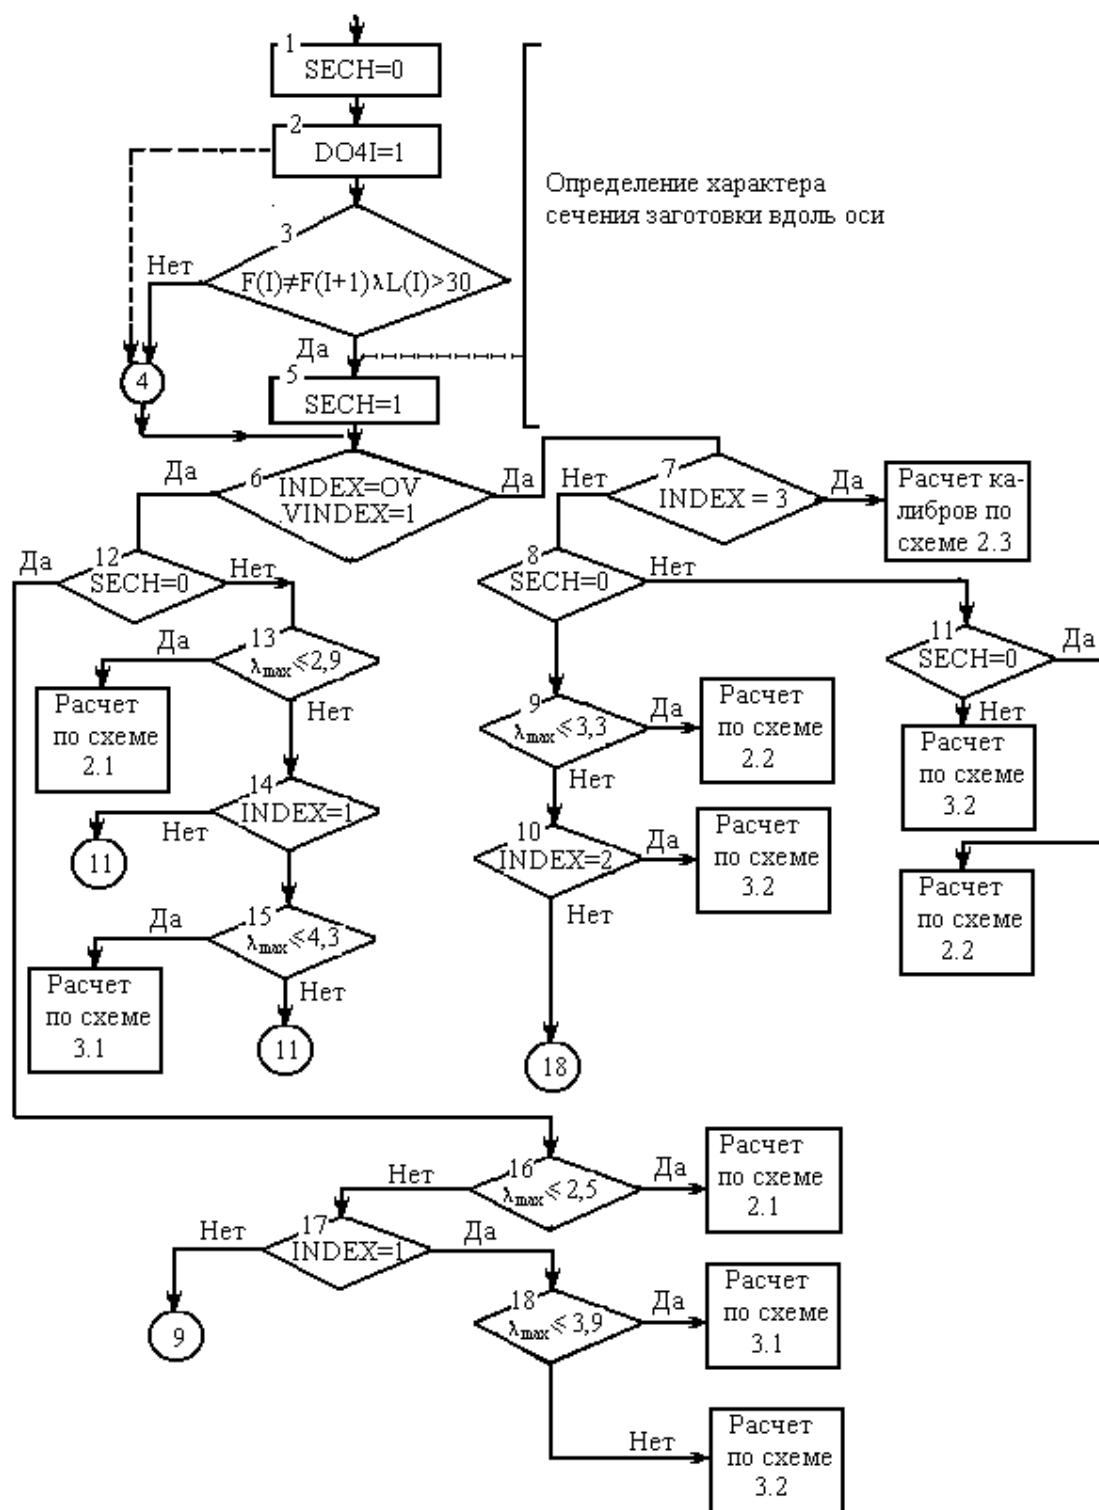 1
SECH=0
2
DO4I=1
Определение характера
сечения заготовки вдоль оси
3
Нет
F(I)≠F(I+1)λL(I)>30
Да
4
5
SECH=1
Да
6
INDEX=OV
VINDEX=1
Да
Нет
7
INDEX = 3
Да
Расчет ка-
либров по
схеме 2.3
Да
12
SECH=0
Нет
8
SECH=0
Нет
11
SECH=0
Да
Нет
Да
13
λmax≤2,9
Нет
Расчет
по схеме
2.1
9
λmax≤3,3
Да
Нет
Расчет
по схеме
2.2
Расчет
по схеме
3.2
14
INDEX=1
Нет
11
10
INDEX=2
Да
Нет
Расчет
по схеме
3.2
Расчет
по схеме
2.2
Да
15
λmax≤4,3
Нет
Расчет
по схеме
3.1
11
18
Нет
16
λmax≤2,5
Да
Расчет
по схеме
2.1
Нет
17
INDEX=1
Да
9
18
λmax≤3,9
Да
Расчет
по схеме
3.1
Нет
Расчет
по схеме
3.2